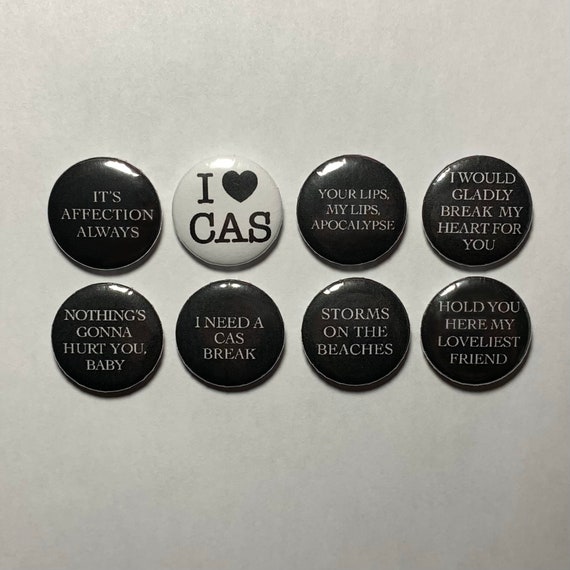 IT'S
AFFECTION
ALWAYS
I ♥
CAS
YOUR LIPS,
MY LIPS,
APOCALYPSE
I WOULD
GLADLY
BREAK MY
HEART FOR
YOU
NOTHING'S
GONNA
HURT YOU,
BABY
I NEED A
CAS
BREAK
STORMS
ON THE
BEACHES
HOLD YOU
HERE MY
LOVELIEST
FRIEND